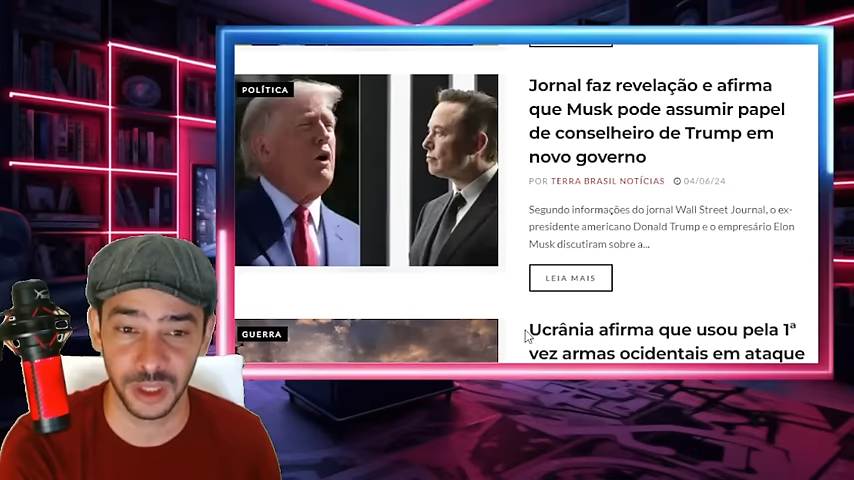 POLÍTICA
Jornal faz revelação e afirma
que Musk pode assumir papel
de conselheiro de Trump em
novo governo
POR TERRA BRASIL NOTÍCIAS 04/06/24
Segundo informações do jornal Wall Street Journal, o ex-
presidente americano Donald Trump e o empresário Elon
Musk discutiram sobre a...
LEIA MAIS
GUERRA
Ucrânia afirma que usou pela 1ª
vez armas ocidentais em ataque